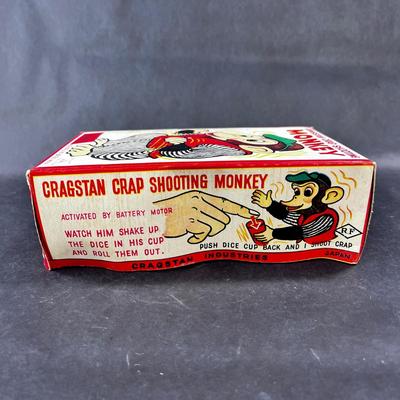 MONKEY
CRAGSTAN CRAP SHOOTING MONKEY
ACTIVATED BY BATTERY MOTOR
WATCH HIM SHAKE UP
THE DICE IN HIS CUP
AND ROLL THEM OUT.
PUSH DICE CUP BACK AND I SHOOT CRAP
R.F
JAPAN
CRAGSTAN INDUSTRIES